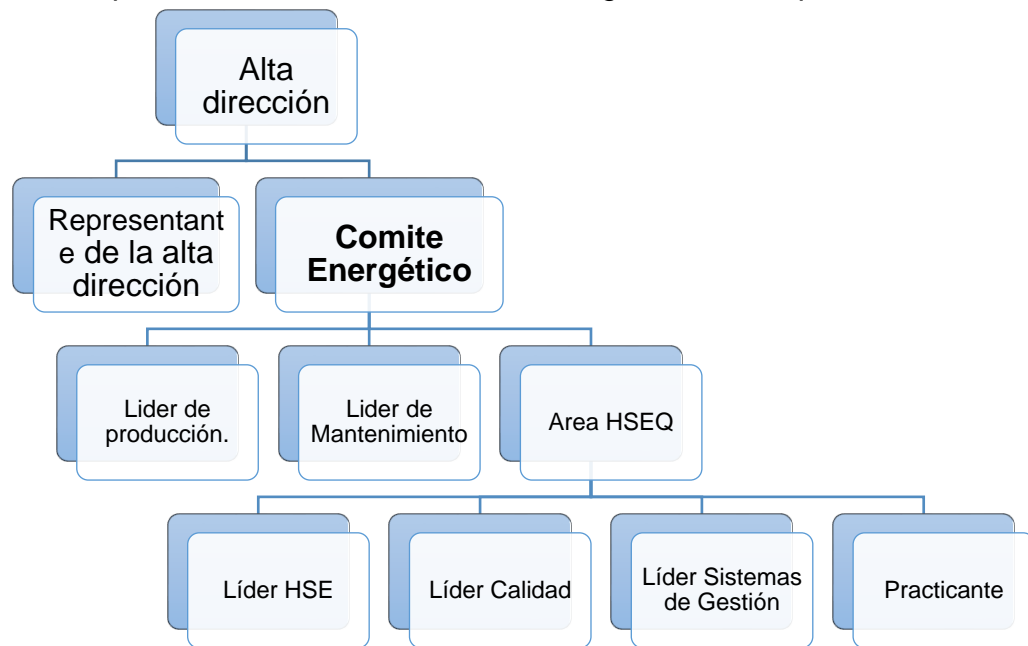 Alta
dirección
Representant
e de la alta
dirección
Comite
Energético
Lider de
producción.
Lider de
Mantenimiento
Area HSEQ
Líder HSE
Líder Calidad
Líder Sistemas
de Gestión
Practicante